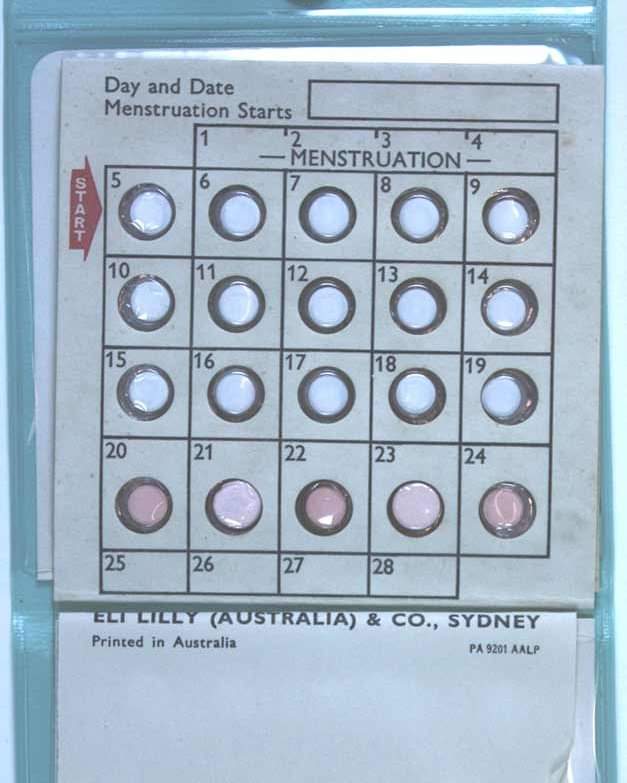 Day and Date
Menstruation Starts
1 2 3 4
— MENSTRUATION —
START
5 6 7 8 9
10 11 12 13 14
15 16 17 18 19
20 21 22 23 24
25 26 27 28
ELI LILLY (AUSTRALIA) & CO., SYDNEY
Printed in Australia
PA 9201 AALP